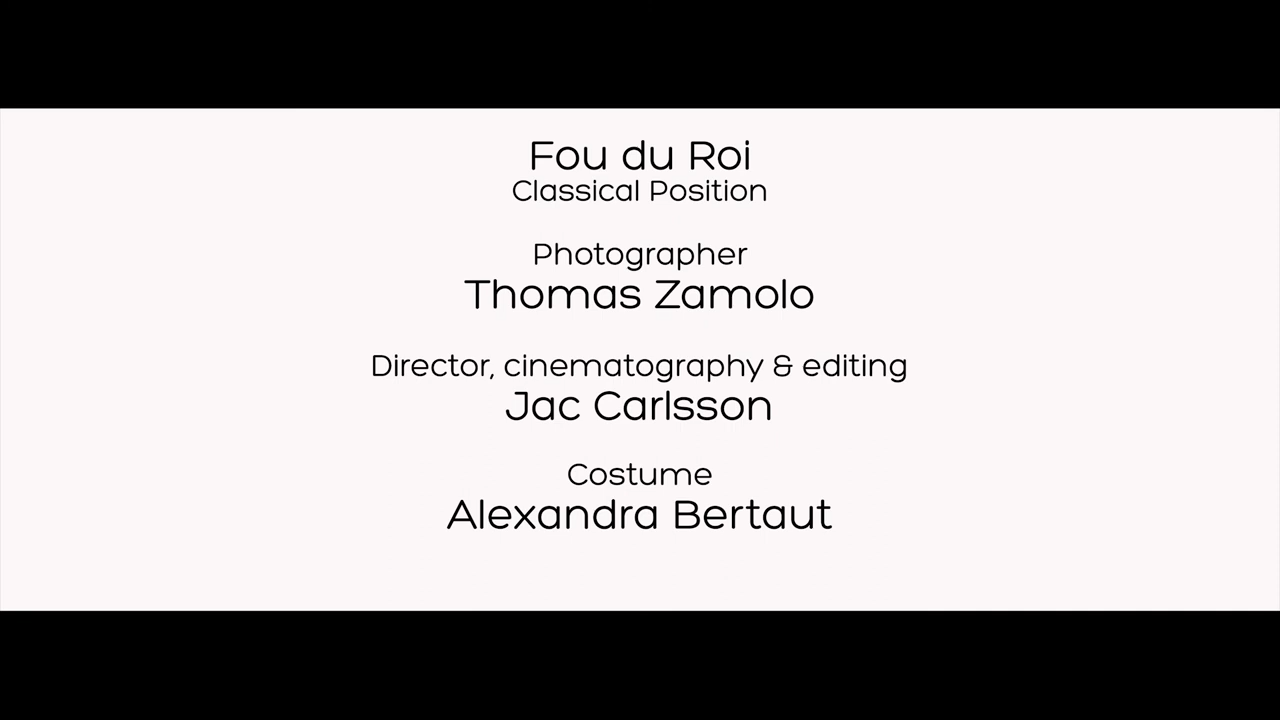 Fou du Roi
Classical Position
Photographer
Thomas Zamolo
Director, cinematography & editing
Jac Carlsson
Costume
Alexandra Bertaut